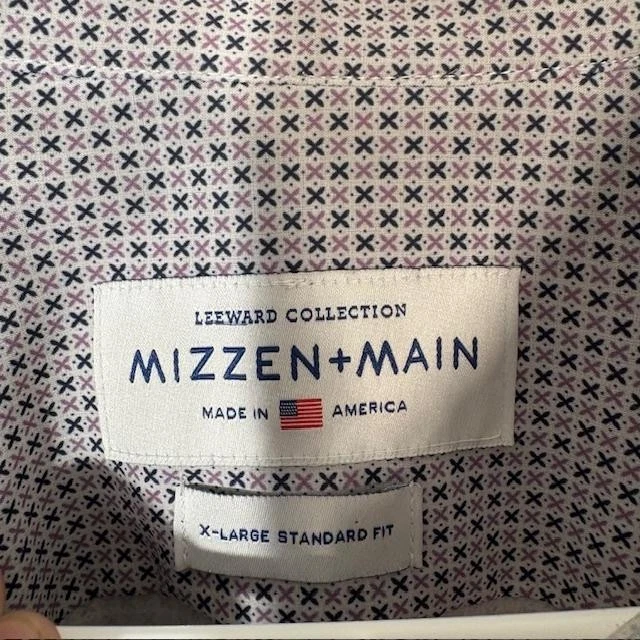 LEEWARD COLLECTION
MIZZEN+MAIN
MADE IN AMERICA
X-LARGE STANDARD FIT